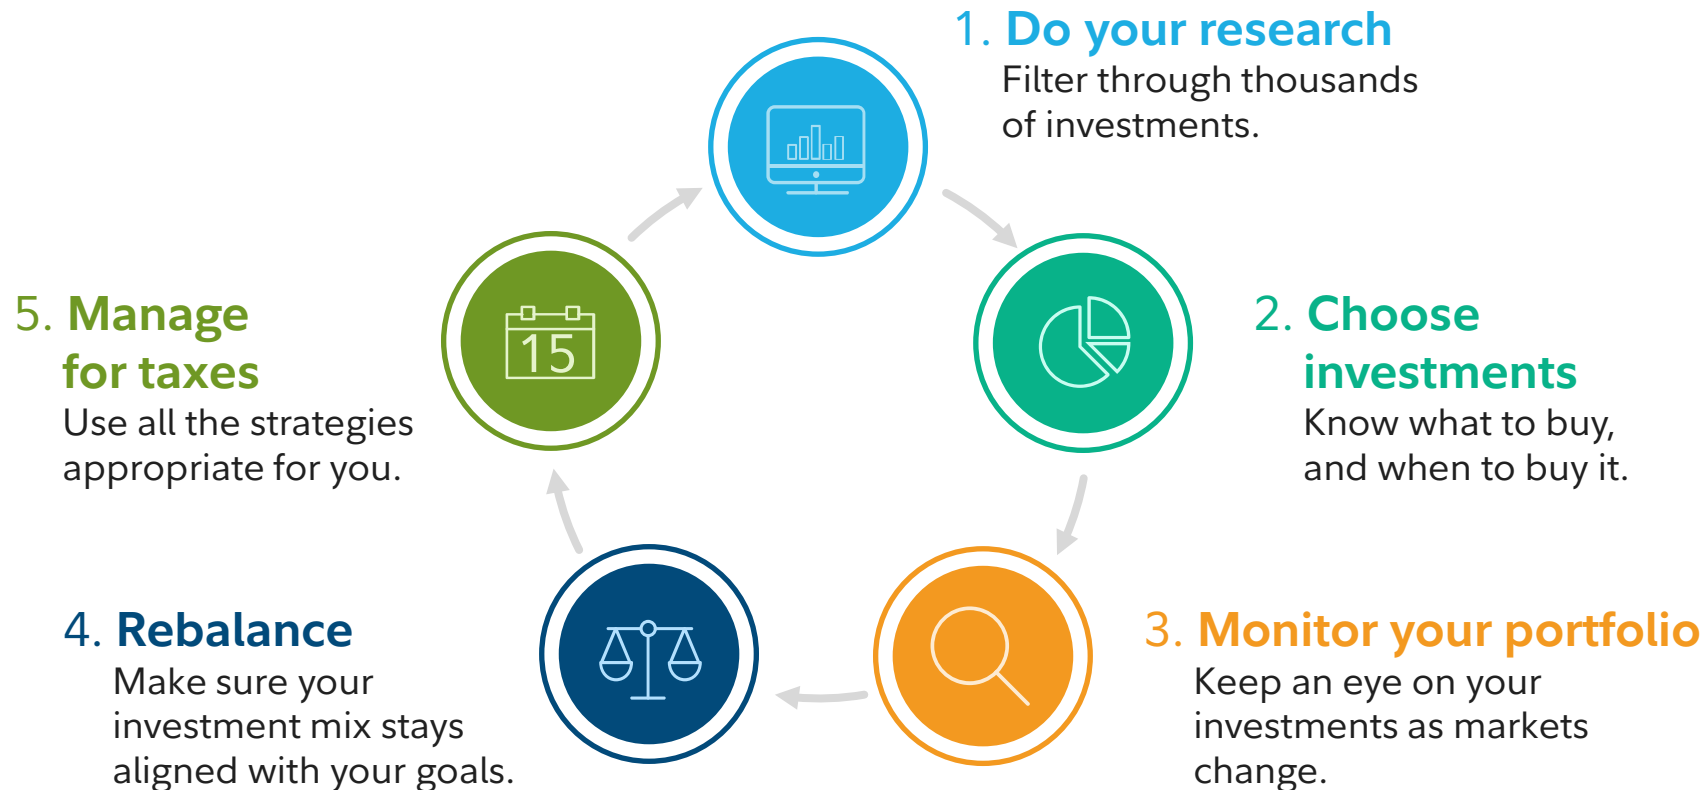 1. Do your research
Filter through thousands
of investments.
2. Choose
investments
Know what to buy,
and when to buy it.
3. Monitor your portfolio
Keep an eye on your
investments as markets
change.
4. Rebalance
Make sure your
investment mix stays
aligned with your goals.
5. Manage
for taxes
Use all the strategies
appropriate for you.
15